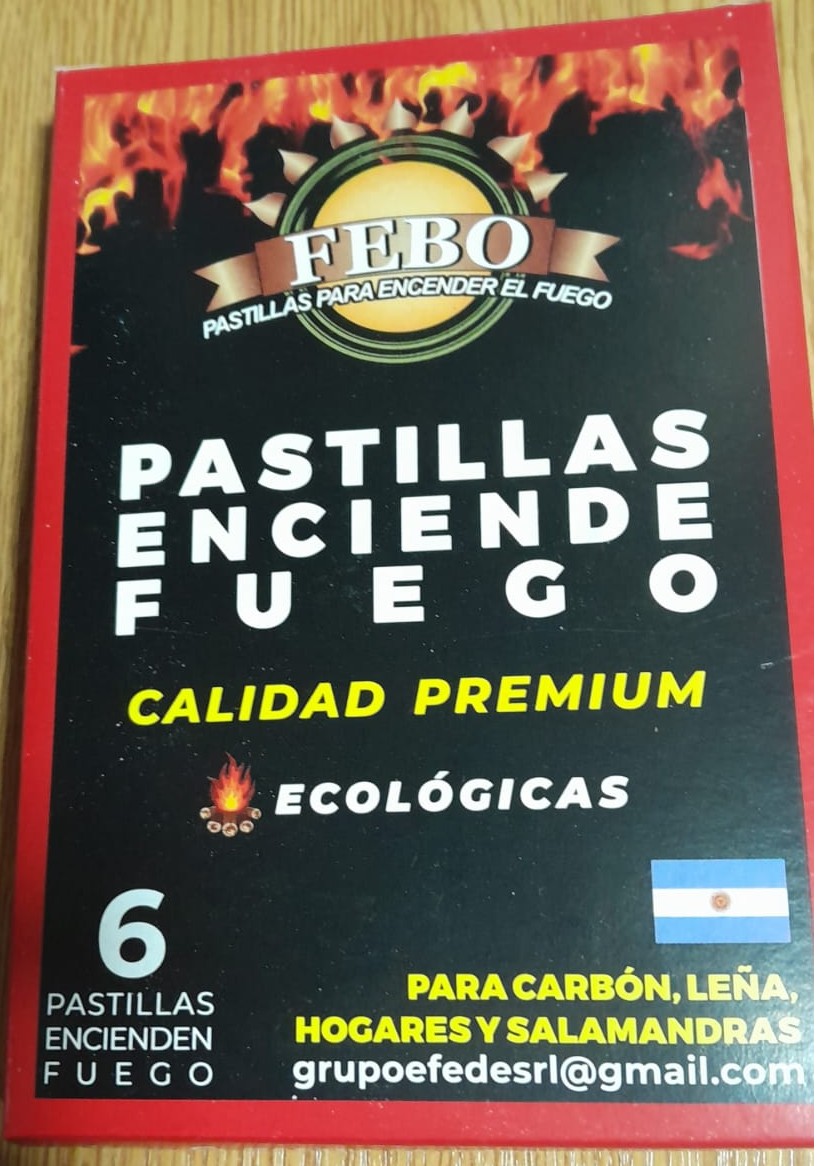 FEBO
PASTILLAS PARA ENCENDER EL FUEGO
PASTILLAS
ENCIENDE
FUEGO
CALIDAD PREMIUM
ECOLÓGICAS
6
PASTILLAS
ENCIENDEN
FUEGO
PARA CARBÓN, LEÑA,
HOGARES Y SALAMANDRAS
grupoefedesrl@gmail.com